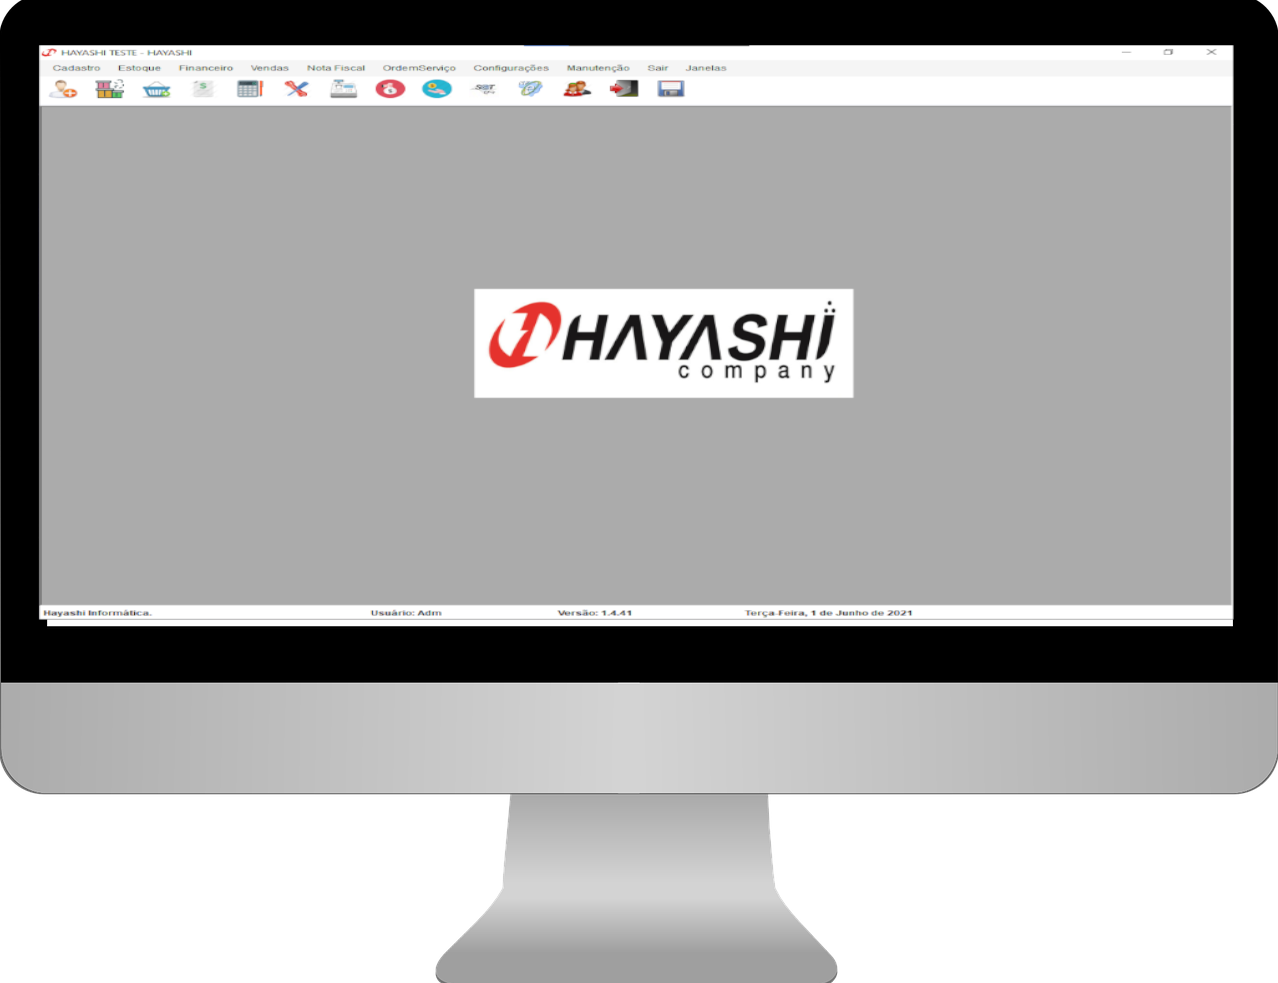 HAYASHI TESTE - HAYASHI
Cadastro Estoque Financeiro Vendas Nota Fiscal OrdemServiço Configurações Manutenção Sair Janelas
HAYASHI
company
Hayashi Informática. Usuário: Adm Versão: 1.4.41 Terça-Feira, 1 de Junho de 2021